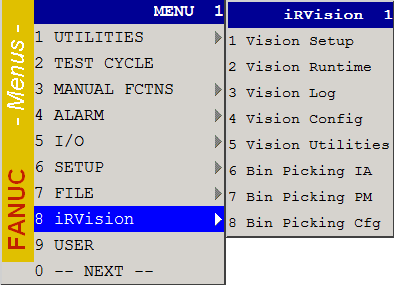 FANUC - Menus -
MENU 1
1 UTILITIES
2 TEST CYCLE
3 MANUAL FCTNS
4 ALARM
5 I/O
6 SETUP
7 FILE
8 iRVision
9 USER
0 -- NEXT --
iRVision 1
1 Vision Setup
2 Vision Runtime
3 Vision Log
4 Vision Config
5 Vision Utilities
6 Bin Picking IA
7 Bin Picking PM
8 Bin Picking Cfg